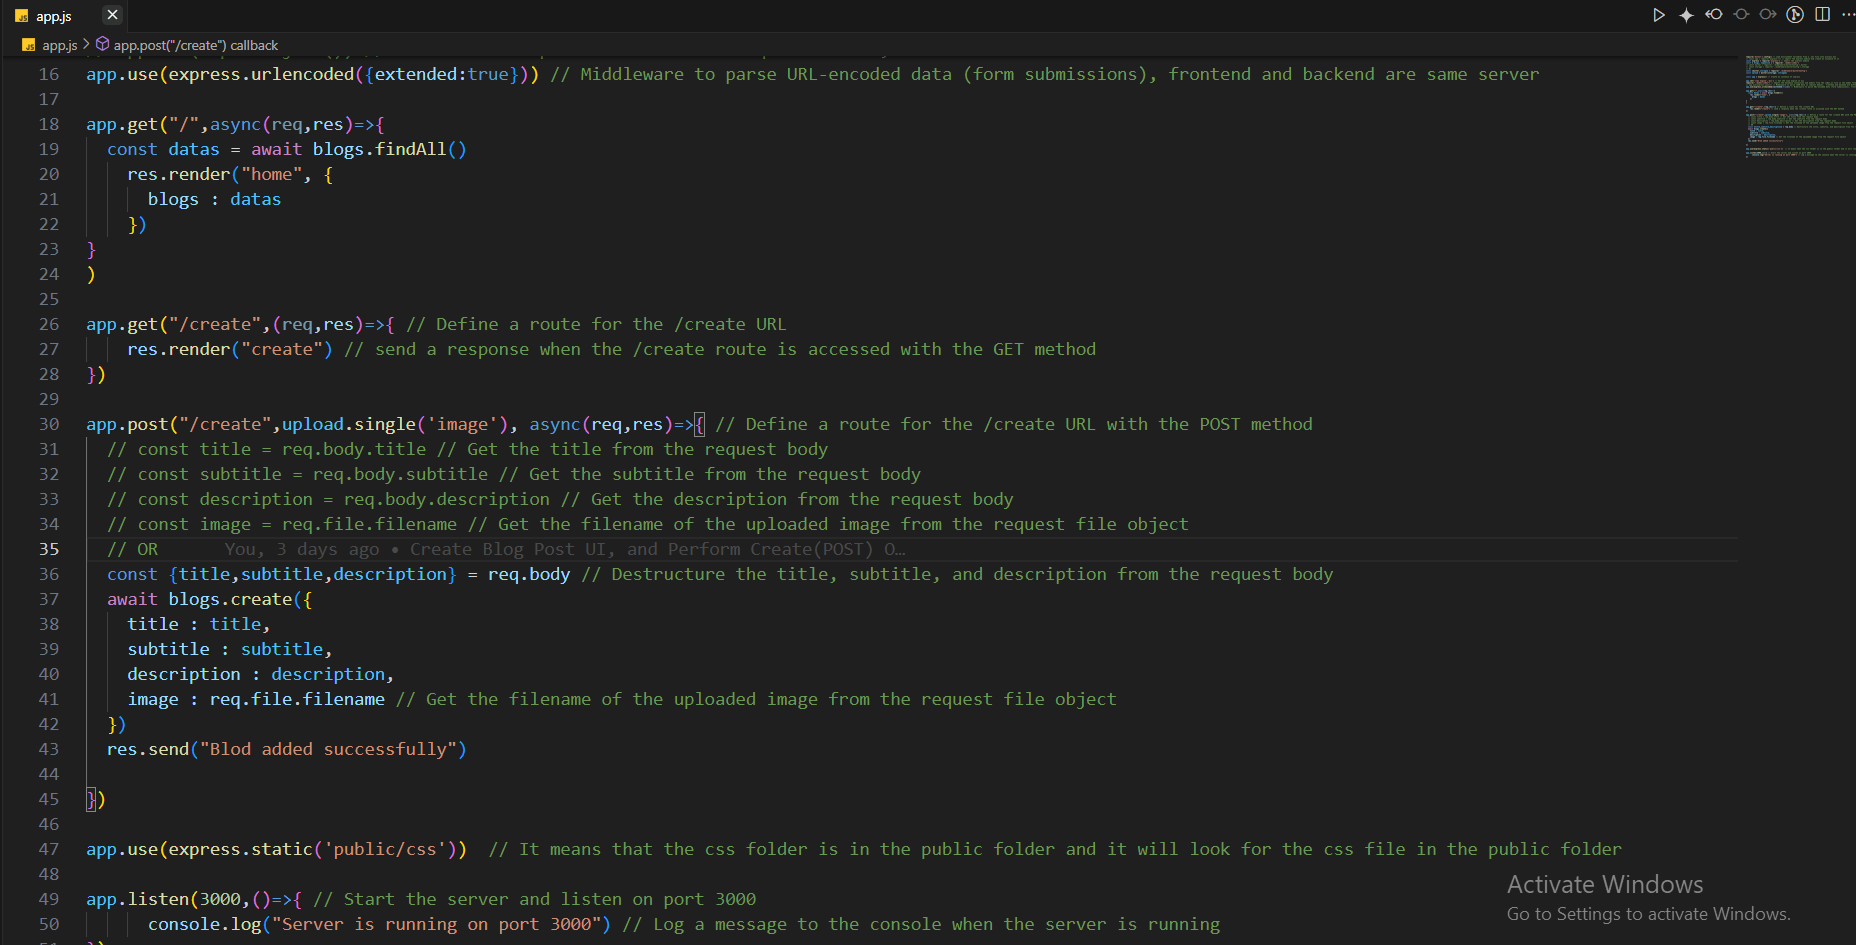 app.js
app.js > app.post("/create") callback
16 app.use(express.urlencoded({extended:true})) // Middleware to parse URL-encoded data (form submissions), frontend and backend are same server
17
18 app.get("/",async(req,res)=>{
19 const datas = await blogs.findAll()
20 res.render("home", {
21 blogs : datas
22 })
23 }
24 )
25
26 app.get("/create",(req,res)=>{ // Define a route for the /create URL
27 res.render("create") // send a response when the /create route is accessed with the GET method
28 })
29
30 app.post("/create",upload.single('image'), async(req,res)=>{ // Define a route for the /create URL with the POST method
31 // const title = req.body.title // Get the title from the request body
32 // const subtitle = req.body.subtitle // Get the subtitle from the request body
33 // const description = req.body.description // Get the description from the request body
34 // const image = req.file.filename // Get the filename of the uploaded image from the request file object
35 // OR You, 3 days ago • Create Blog Post UI, and Perform Create(POST) O…
36 const {title,subtitle,description} = req.body // Destructure the title, subtitle, and description from the request body
37 await blogs.create({
38 title : title,
39 subtitle : subtitle,
40 description : description,
41 image : req.file.filename // Get the filename of the uploaded image from the request file object
42 })
43 res.send("Blod added successfully")
44
45 })
46
47 app.use(express.static('public/css')) // It means that the css folder is in the public folder and it will look for the css file in the public folder
48
49 app.listen(3000,()=>{ // Start the server and listen on port 3000
50 console.log("Server is running on port 3000") // Log a message to the console when the server is running
Activate Windows
Go to Settings to activate Windows.